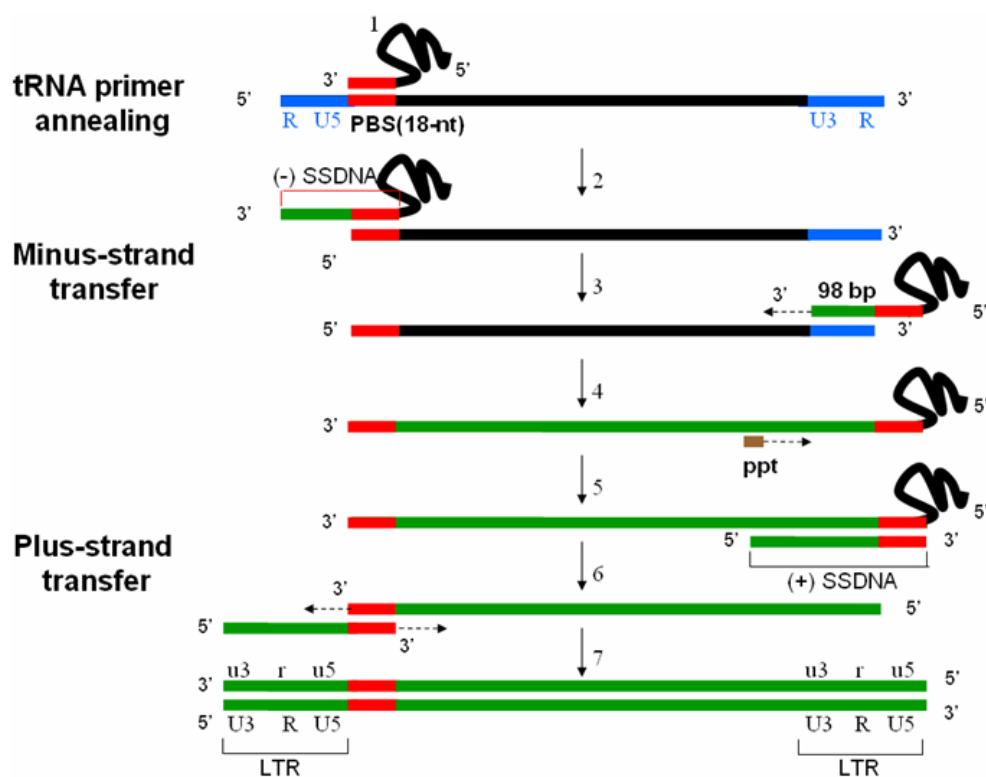 1
tRNA primer
annealing
3' 5'
5' 3'
R U5 PBS(18-nt) U3 R
(-) SSDNA
2
3'
3'
5'
Minus-strand
transfer
3
3' 98 bp 5'
5' 3'
4
3' 5'
ppt
5
3' 5'
5' 3'
Plus-strand
transfer
6
(+) SSDNA
3'
5'
5'
3'
7
u3 r u5 u3 r u5
3' 5'
5' 3'
U3 R U5 U3 R U5
LTR LTR